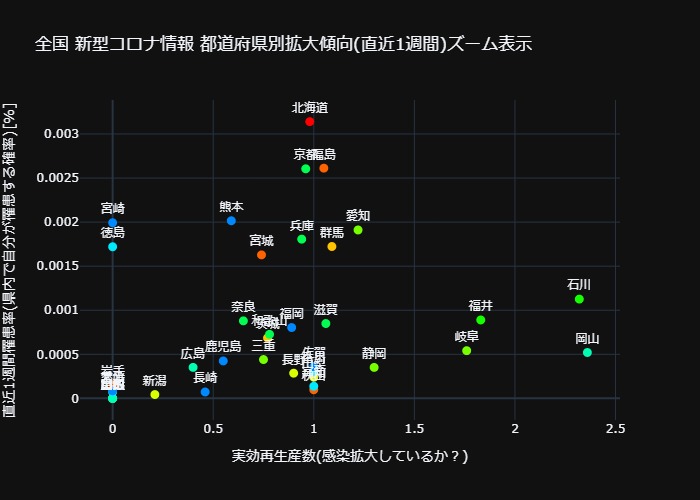 全国 新型コロナ情報 都道府県別拡大傾向(直近1週間)ズーム表示
直近1週間罹患率(県内で自分が罹患する確率)[%]
0.003
0.0025
0.002
0.0015
0.001
0.0005
0
北海道
京都
福島
宮崎
熊本
愛知
徳島
兵庫
群馬
宮城
石川
奈良
滋賀
福井
福岡
岡山
岐阜
鹿児島
三重
広島
静岡
長野
長崎
新潟
佐賀
岩手
0
0.5
1
1.5
2
2.5
実効再生産数(感染拡大しているか？)